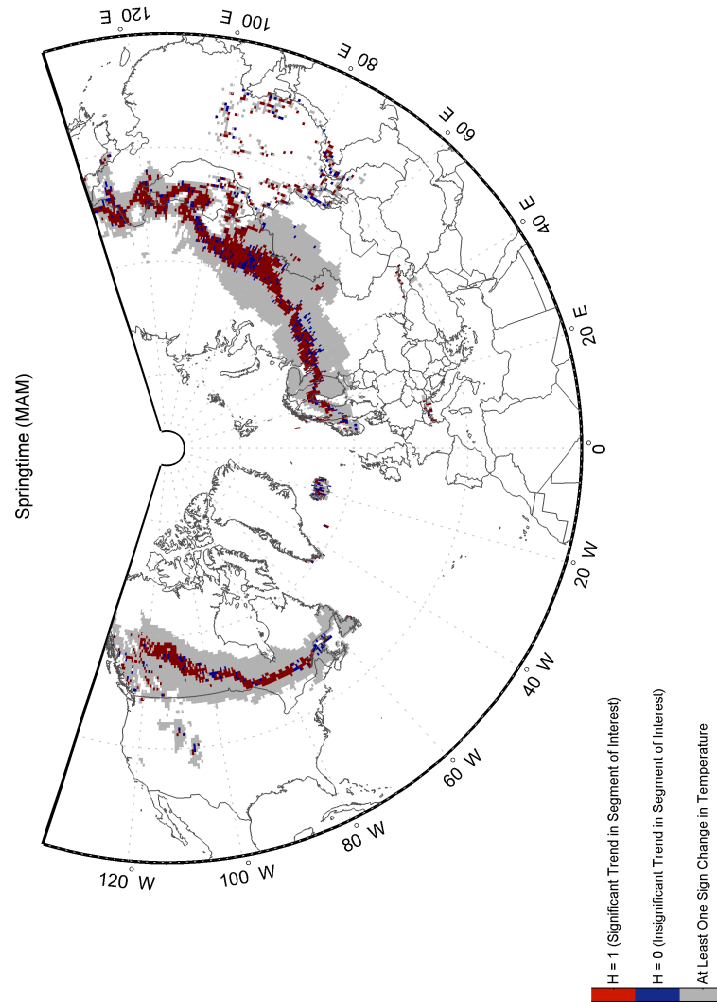 Springtime (MAM)
120 E
100 E
80 E
60 E
40 E
20 E
0
20 W
40 W
60 W
80 W
100 W
120 W
H = 1 (Significant Trend in Segment of Interest)
H = 0 (Insignificant Trend in Segment of Interest)
At Least One Sign Change in Temperature